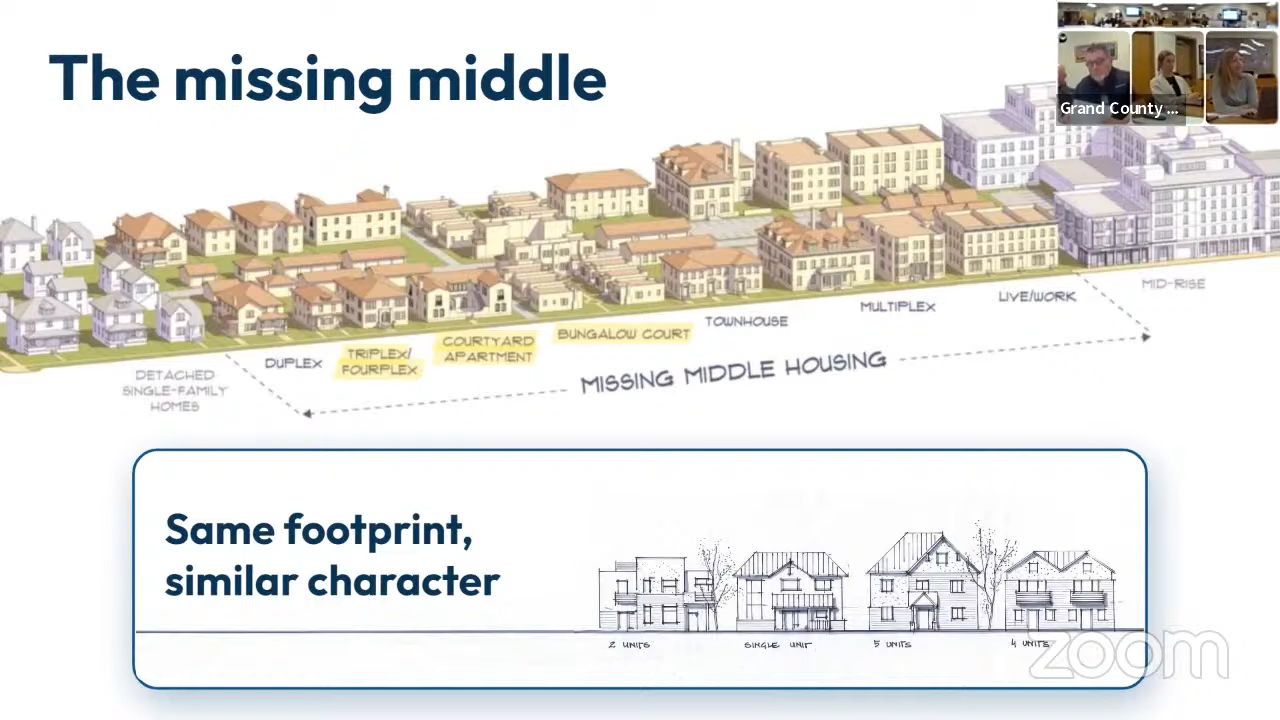 The missing middle
Grand County ...
DETACHED
SINGLE-FAMILY
HOMES
DUPLEX
TRIPLEX/
FOURPLEX
COURTYARD
APARTMENT
BUNGALOW COURT
TOWNHOUSE
MULTIPLEX
LIVE/WORK
MID-RISE
MISSING MIDDLE HOUSING
Same footprint,
similar character
2 UNITS
SINGLE UNIT
5 UNITS
4 UNITS
zoom